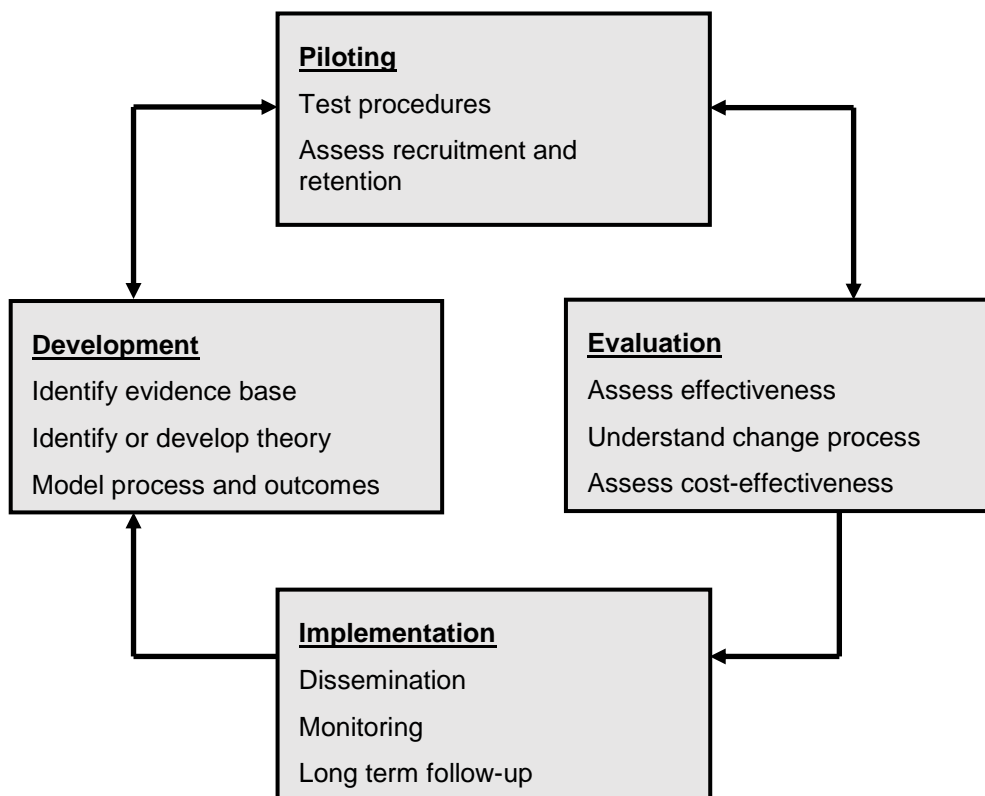 Piloting
Test procedures
Assess recruitment and
retention
Development
Identify evidence base
Identify or develop theory
Model process and outcomes
Evaluation
Assess effectiveness
Understand change process
Assess cost-effectiveness
Implementation
Dissemination
Monitoring
Long term follow-up